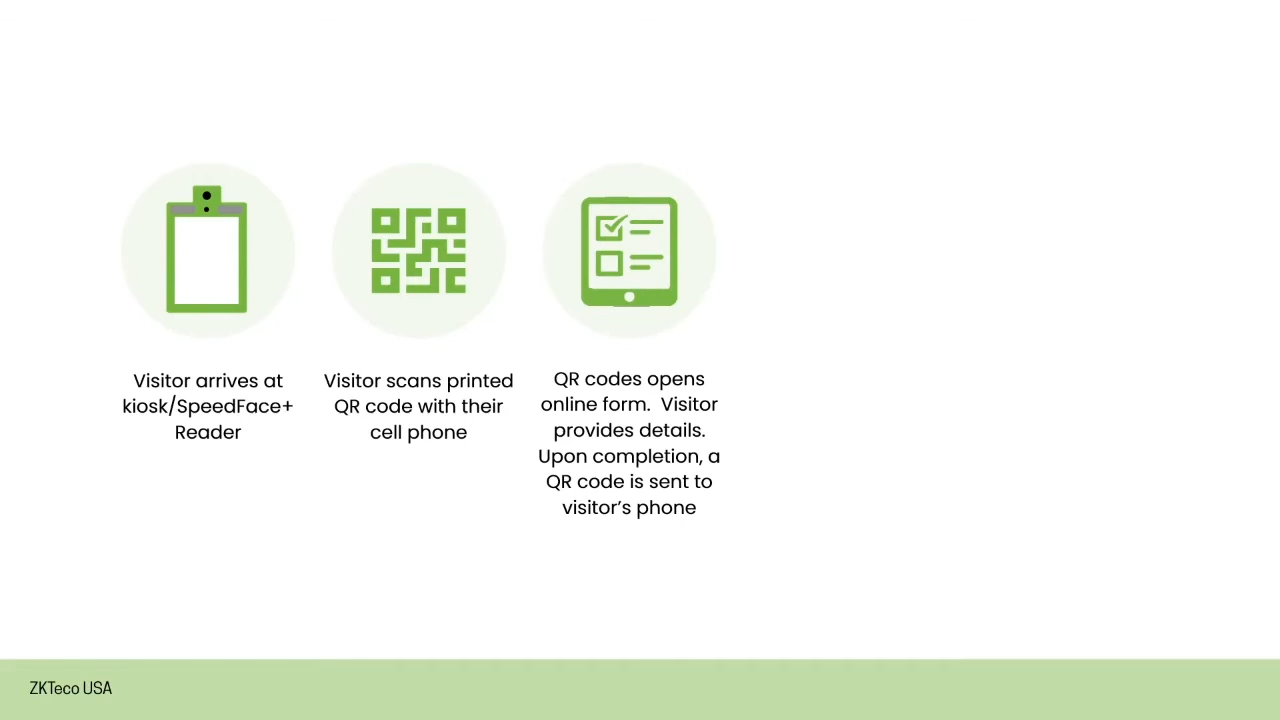 Visitor arrives at
kiosk/SpeedFace+
Reader
Visitor scans printed
QR code with their
cell phone
QR codes opens
online form.  Visitor
provides details.
Upon completion, a
QR code is sent to
visitor’s phone
ZKTeco USA